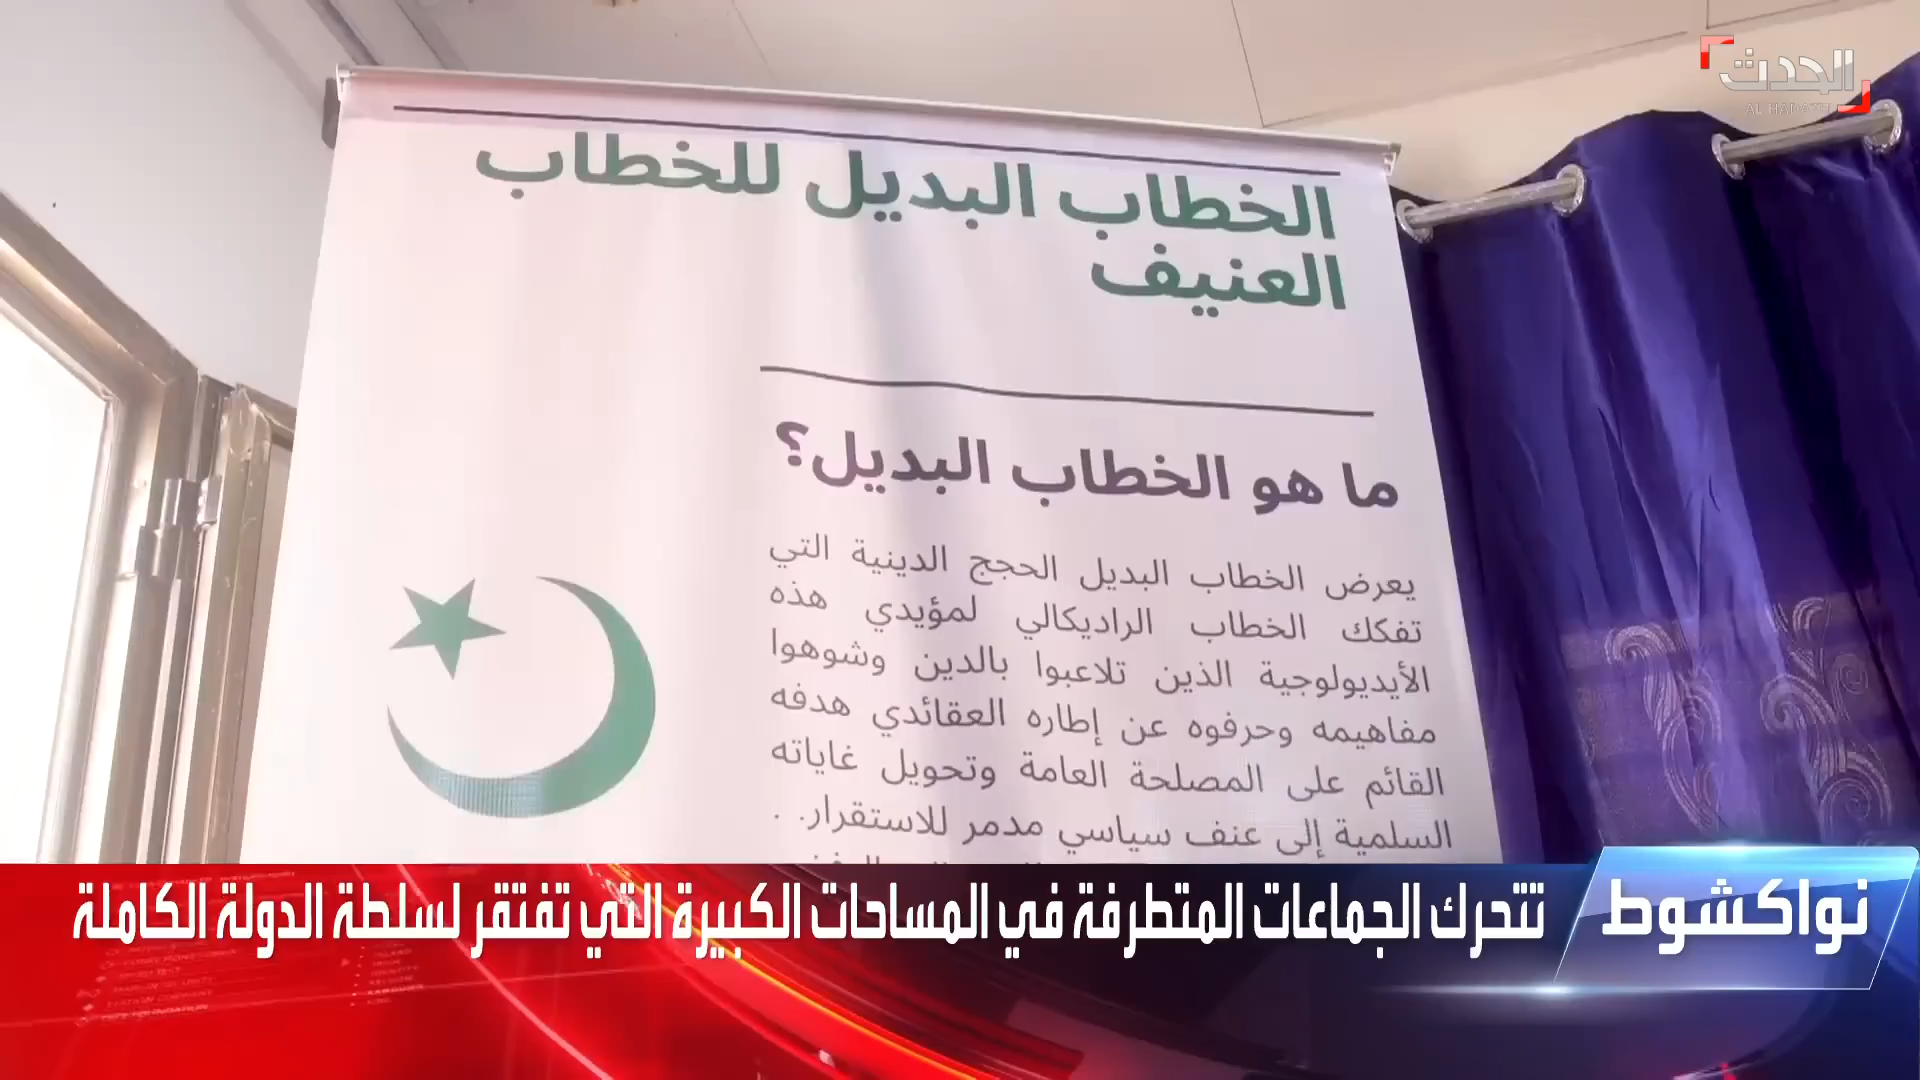 الحدث
AL HADATH
الخطاب البديل للخطاب
العنيف
ما هو الخطاب البديل؟
يعرض الخطاب البديل الحجج الدينية التي
تفكك الخطاب الراديكالي لمؤيدي هذه
الأيديولوجية الذين تلاعبوا بالدين وشوهوا
مفاهيمه وحرفوه عن إطاره العقائدي هدفه
القائم على المصلحة العامة وتحويل غاياته
السلمية إلى عنف سياسي مدمر للاستقرار. .
نواكشوط
تتحرك الجماعات المتطرفة في المساحات الكبيرة التي تفتقر لسلطة الدولة الكاملة